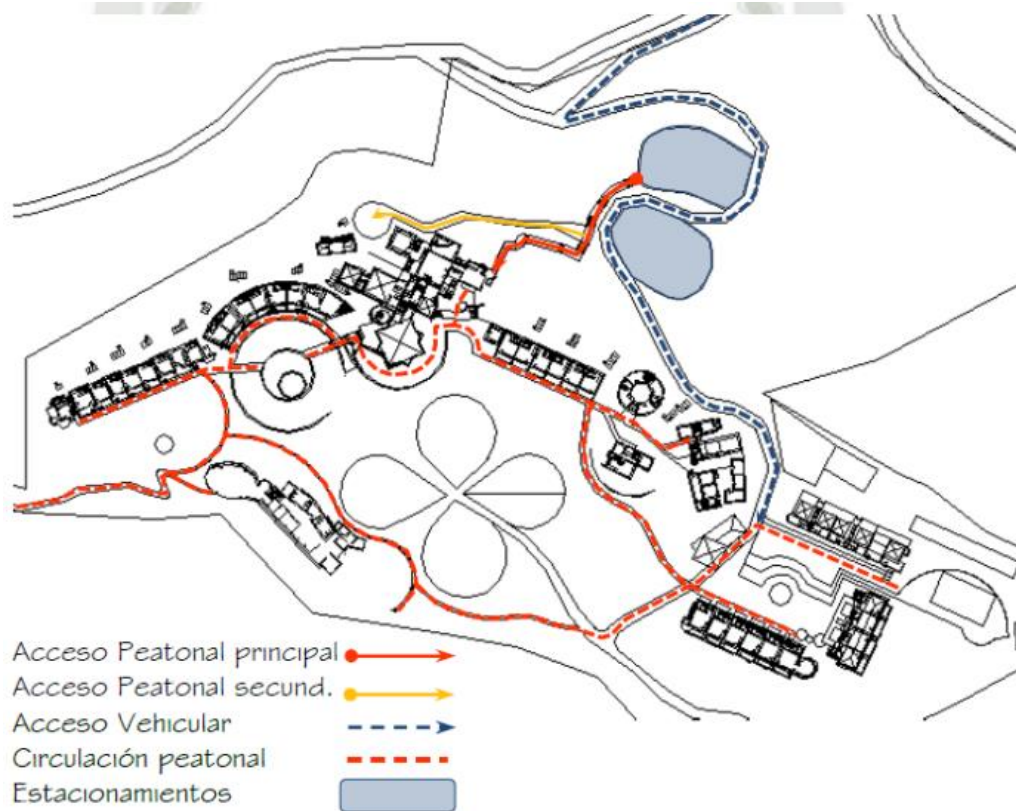 Acceso Peatonal principal
Acceso Peatonal secund.
Acceso Vehicular
Circulación peatonal
Estacionamientos